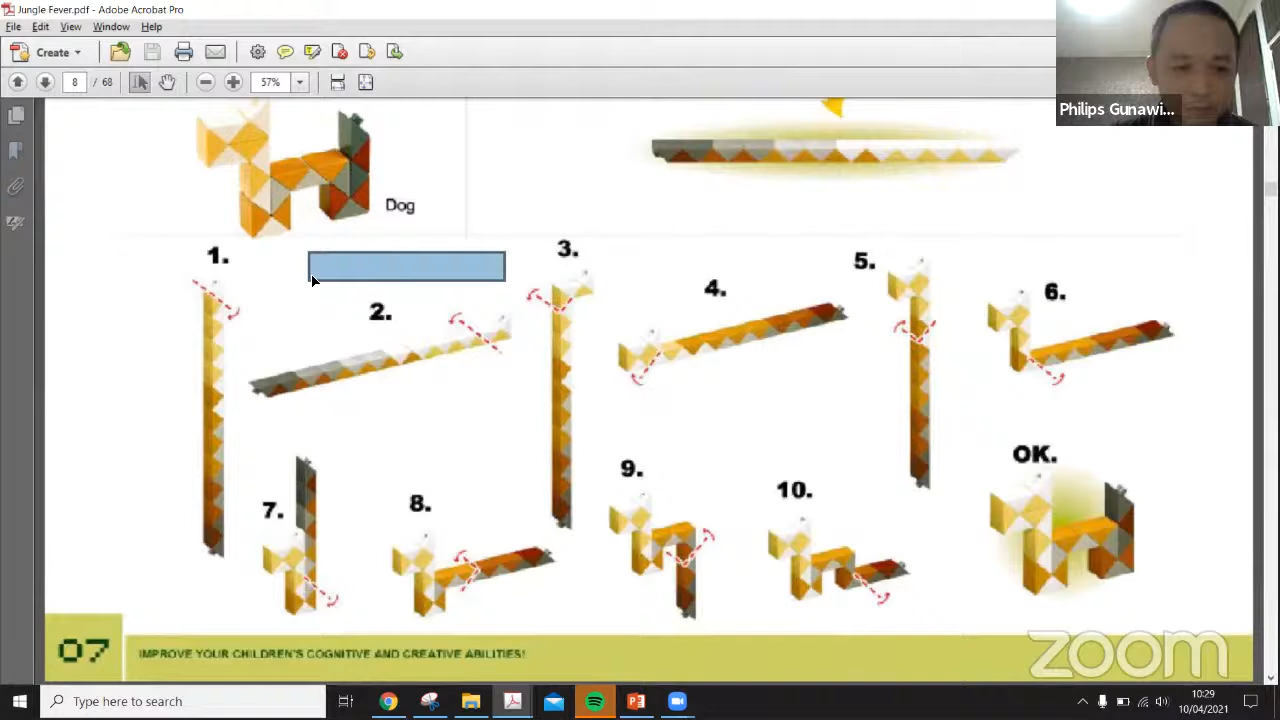 Jungle Fever.pdf - Adobe Acrobat Pro
File Edit View Window Help
Create
8 / 68
57%
Philips Gunawi...
Dog
1.
2.
3.
4.
5.
6.
7.
8.
9.
10.
OK.
07
IMPROVE YOUR CHILDREN'S COGNITIVE AND CREATIVE ABILITIES!
zoom
Type here to search
10:29
10/04/2021